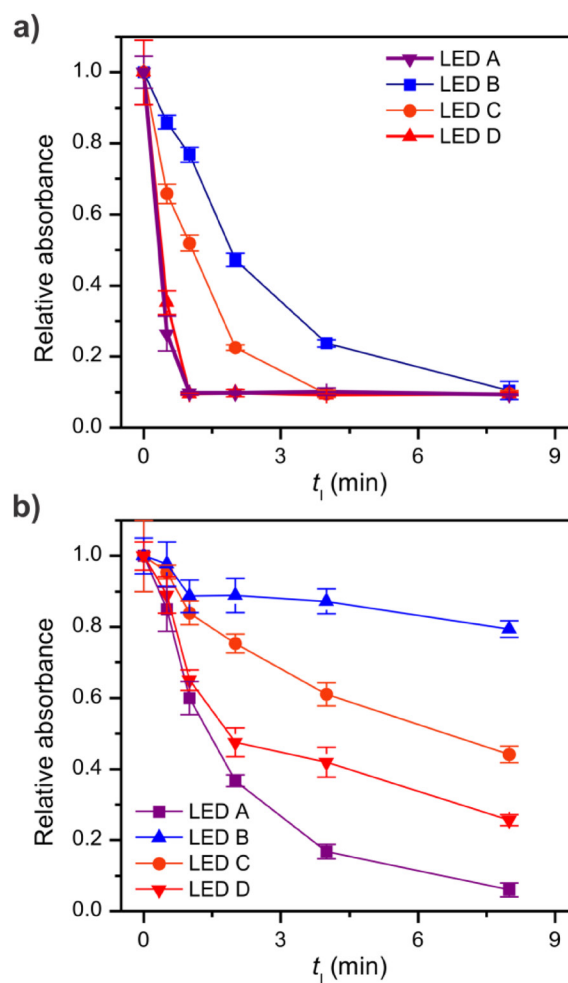 a)
Relative absorbance
1.0
0.8
0.6
0.4
0.2
0.0
LED A
LED B
LED C
LED D
0 3 6 9
t_l (min)
b)
Relative absorbance
1.0
0.8
0.6
0.4
0.2
0.0
LED A
LED B
LED C
LED D
0 3 6 9
t_l (min)